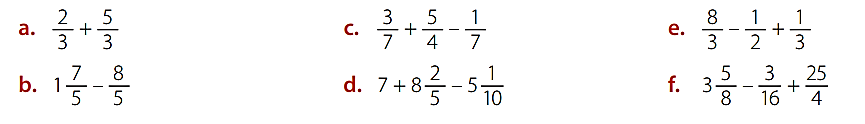 a. 2/3 + 5/3 c. 3/7 + 5/4 − 1/7 e. 8/3 − 1/2 + 1/3
b. 1 7/5 − 8/5 d. 7 + 8 2/5 − 5 1/10 f. 3 5/8 − 3/16 + 25/4